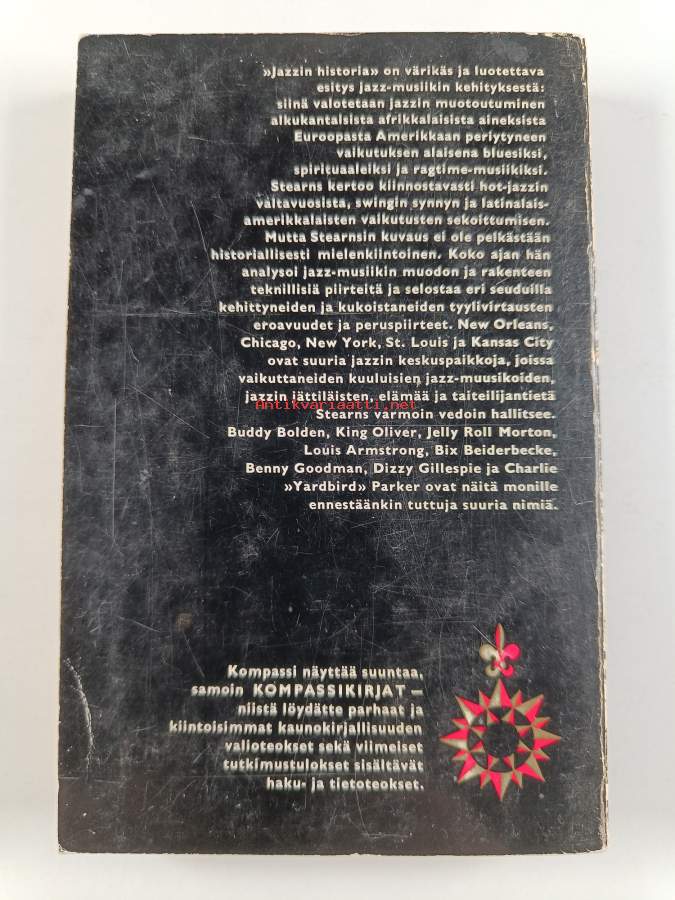 »Jazzin historia» on värikäs ja luotettava
esitys jazz-musiikin kehityksestä:
siinä valotetaan jazzin muotoutuminen
alkukantaisista afrikkalaisista aineksista
Euroopasta Amerikkaan periytyneen
vaikutuksen alaisena bluesiksi,
spirituaaleiksi ja ragtime-musiikiksi.
Stearns kertoo kiinnostavasti hot-jazzin
valtavuosista, swingin synnyn ja latinalais-
amerikkalaisten vaikutusten sekoittumisen.
Mutta Stearnsin kuvaus ei ole pelkästään
historiallisesti mielenkiintoinen. Koko ajan hän
analysoi jazz-musiikin muodon ja rakenteen
teknillisiä piirteitä ja selostaa eri seuduilla
kehittyneiden ja kukoistaneiden tyylivirtausten
eroavuudet ja peruspiirteet. New Orleans,
Chicago, New York, St. Louis ja Kansas City
ovat suuria jazzin keskuspaikkoja, joissa
vaikuttaneiden kuuluisien jazz-muusikoiden,
jazzin jättiläisten, elämää ja taiteilijantietä
Antikvariaatti.net
Stearns varmoin vedoin hallitsee.
Buddy Bolden, King Oliver, Jelly Roll Morton,
Louis Armstrong, Bix Beiderbecke,
Benny Goodman, Dizzy Gillespie ja Charlie
»Yardbird» Parker ovat näitä monille
ennestäänkin tuttuja suuria nimiä.
Kompassi näyttää suuntaa,
samoin KOMPASSIKIRJAT —
niistä löydätte parhaat ja
kiintoisimmat kaunokirjallisuuden
valioteokset sekä viimeiset
tutkimustulokset sisältävät
haku- ja tietoteokset.